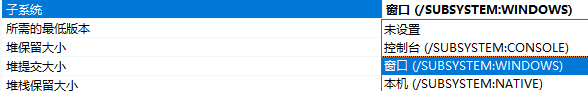 子系统 窗口 (/SUBSYSTEM:WINDOWS)
所需的最低版本 未设置
堆保留大小 控制台 (/SUBSYSTEM:CONSOLE)
堆提交大小 窗口 (/SUBSYSTEM:WINDOWS)
堆栈保留大小 本机 (/SUBSYSTEM:NATIVE)